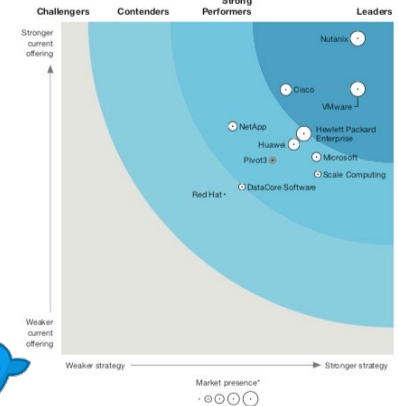 Strong
Challengers Contenders Performers Leaders
Stronger
current
offering
Nutanix
Cisco
VMware
NetApp
Hewlett Packard
Enterprise
Huawei
Pivot3
Microsoft
Scale Computing
DataCore Software
Red Hat
Weaker
current
offering
Weaker strategy Stronger strategy
Market presence*